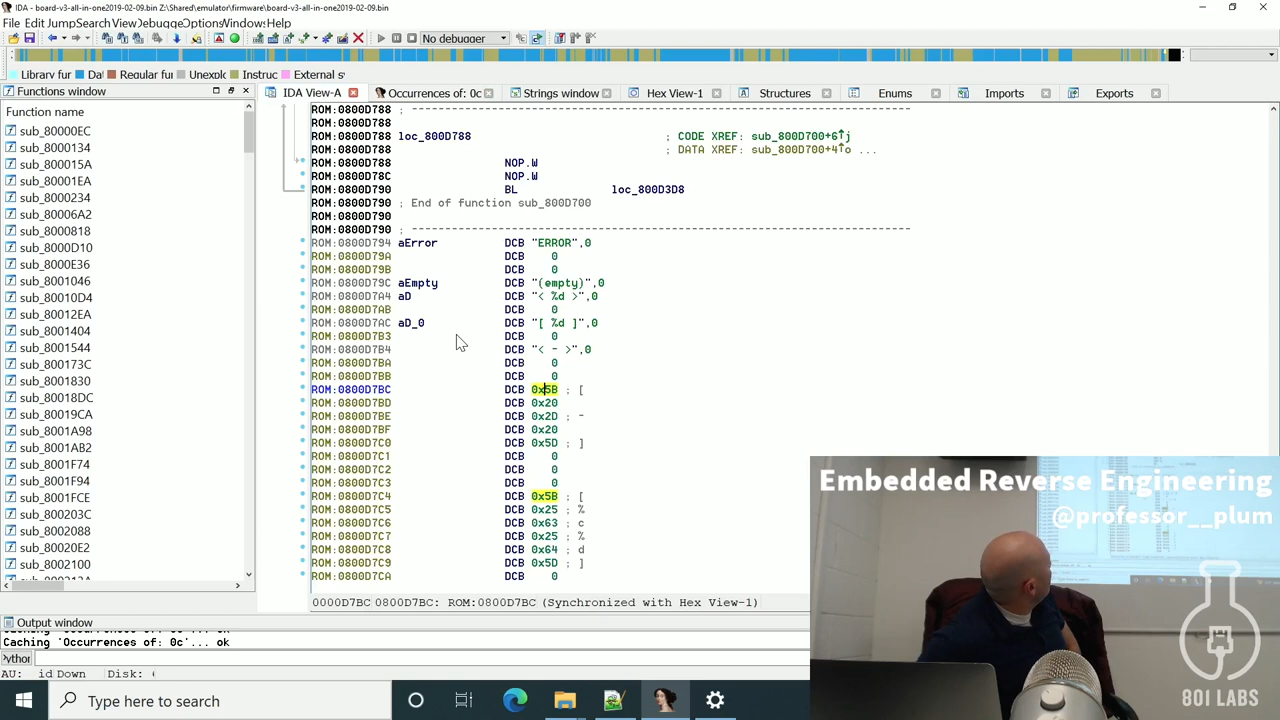 IDA - board-v3-all-in-one2019-02-09.bin Z:\Shared\emulator\firmware\board-v3-all-in-one2019-02-09.bin
File Edit Jump Search View Debugger Options Windows Help
No debugger
Library fur Dat Regular fur Unexplo Instruc External sy
Functions window
IDA View-A
Occurrences of: 0c
Strings window
Hex View-1
Structures
Enums
Imports
Exports
Function name
sub_80000EC
sub_8000134
sub_800015A
sub_80001EA
sub_8000234
sub_80006A2
sub_8000818
sub_8000D10
sub_8000E36
sub_8001046
sub_80010D4
sub_80012EA
sub_8001404
sub_8001544
sub_800173C
sub_8001830
sub_80018DC
sub_80019CA
sub_8001A98
sub_8001AB2
sub_8001F74
sub_8001F94
sub_8001FCE
sub_800203C
sub_8002088
sub_80020E2
sub_8002100
ROM:0800D788 ; ---------------------------------------------------------------------------
ROM:0800D788
ROM:0800D788 loc_800D788 ; CODE XREF: sub_800D700+6↑j
ROM:0800D788 ; DATA XREF: sub_800D700+4↑o ...
ROM:0800D788 NOP.W
ROM:0800D78C NOP.W
ROM:0800D790 BL loc_800D3D8
ROM:0800D790 ; End of function sub_800D700
ROM:0800D790
ROM:0800D790 ; ---------------------------------------------------------------------------
ROM:0800D794 aError DCB "ERROR",0
ROM:0800D79A DCB 0
ROM:0800D79B DCB 0
ROM:0800D79C aEmpty DCB "(empty)",0
ROM:0800D7A4 aD DCB "< %d >",0
ROM:0800D7AB DCB 0
ROM:0800D7AC aD_0 DCB "[ %d ]",0
ROM:0800D7B3 DCB 0
ROM:0800D7B4 DCB "< - >",0
ROM:0800D7BA DCB 0
ROM:0800D7BB DCB 0
ROM:0800D7BC DCB 0x5B ; [
ROM:0800D7BD DCB 0x20
ROM:0800D7BE DCB 0x2D ; -
ROM:0800D7BF DCB 0x20
ROM:0800D7C0 DCB 0x5D ; ]
ROM:0800D7C1 DCB 0
ROM:0800D7C2 DCB 0
ROM:0800D7C3 DCB 0
ROM:0800D7C4 DCB 0x5B ; [
ROM:0800D7C5 DCB 0x25 ; %
ROM:0800D7C6 DCB 0x63 ; c
ROM:0800D7C7 DCB 0x25 ; %
ROM:0800D7C8 DCB 0x64 ; d
ROM:0800D7C9 DCB 0x5D ; ]
ROM:0800D7CA DCB 0
0000D7BC 0800D7BC: ROM:0800D7BC (Synchronized with Hex View-1)
Output window
Caching 'Occurrences of: 0c'... ok
Caching 'Occurrences of: 0c'... ok
AU: id Down Disk:
Type here to search
Embedded Reverse Engineering
@professor__plum
801 LABS